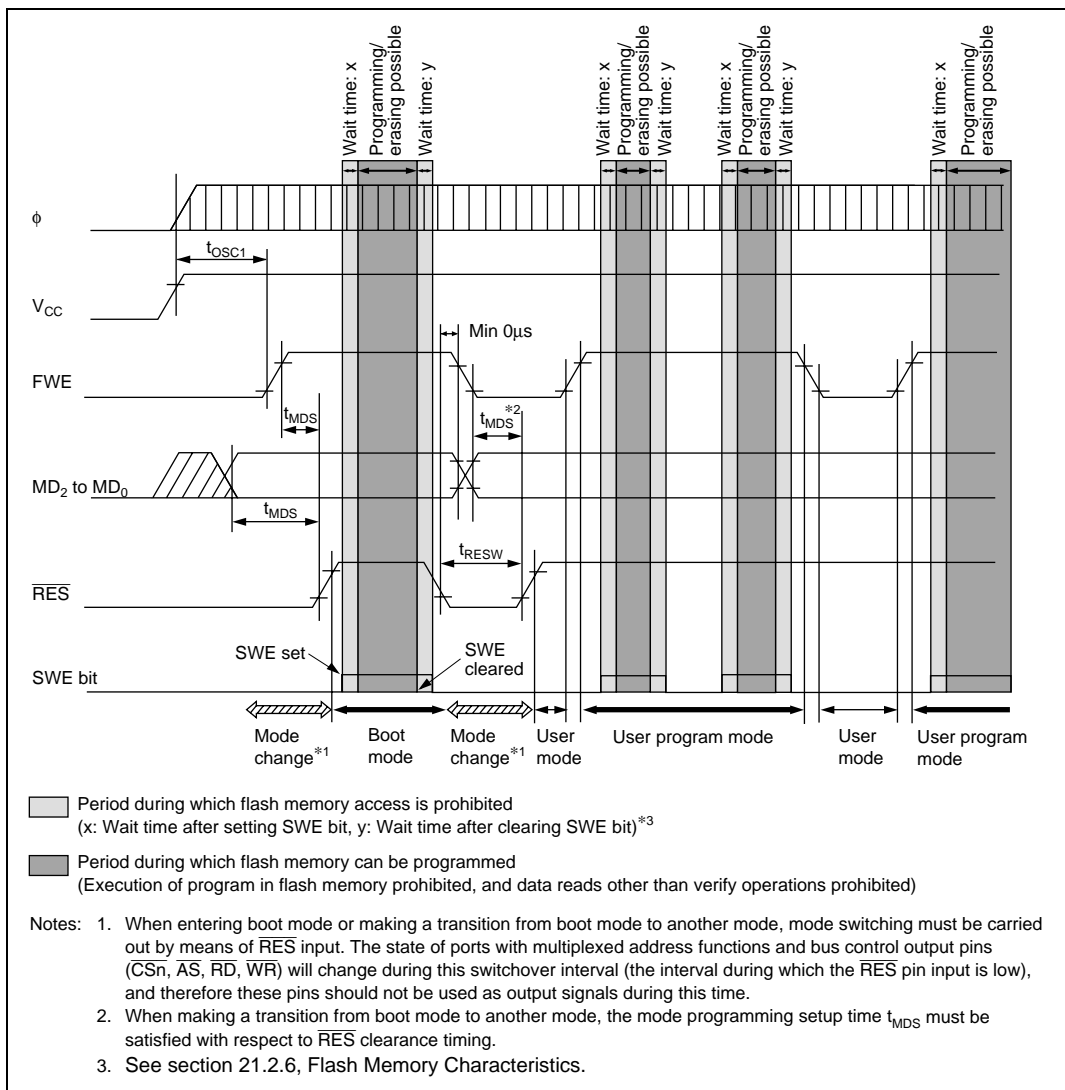 Wait time: x
Programming/
erasing possible
Wait time: y
Wait time: x
Programming/
erasing possible
Wait time: y
Wait time: x
Programming/
erasing possible
Wait time: y
Wait time: x
Programming/
erasing possible
ϕ
tOSC1
VCC
Min 0μs
FWE
tMDS
tMDS*2
MD2 to MD0
tMDS
tRESW
RES
SWE set
SWE
cleared
SWE bit
Mode
change*1
Boot
mode
Mode
change*1
User
mode
User program mode
User
mode
User program
mode
Period during which flash memory access is prohibited
(x: Wait time after setting SWE bit, y: Wait time after clearing SWE bit)*3
Period during which flash memory can be programmed
(Execution of program in flash memory prohibited, and data reads other than verify operations prohibited)
Notes: 1. When entering boot mode or making a transition from boot mode to another mode, mode switching must be carried
out by means of RES input. The state of ports with multiplexed address functions and bus control output pins
(CSn, AS, RD, WR) will change during this switchover interval (the interval during which the RES pin input is low),
and therefore these pins should not be used as output signals during this time.
2. When making a transition from boot mode to another mode, the mode programming setup time tMDS must be
satisfied with respect to RES clearance timing.
3. See section 21.2.6, Flash Memory Characteristics.